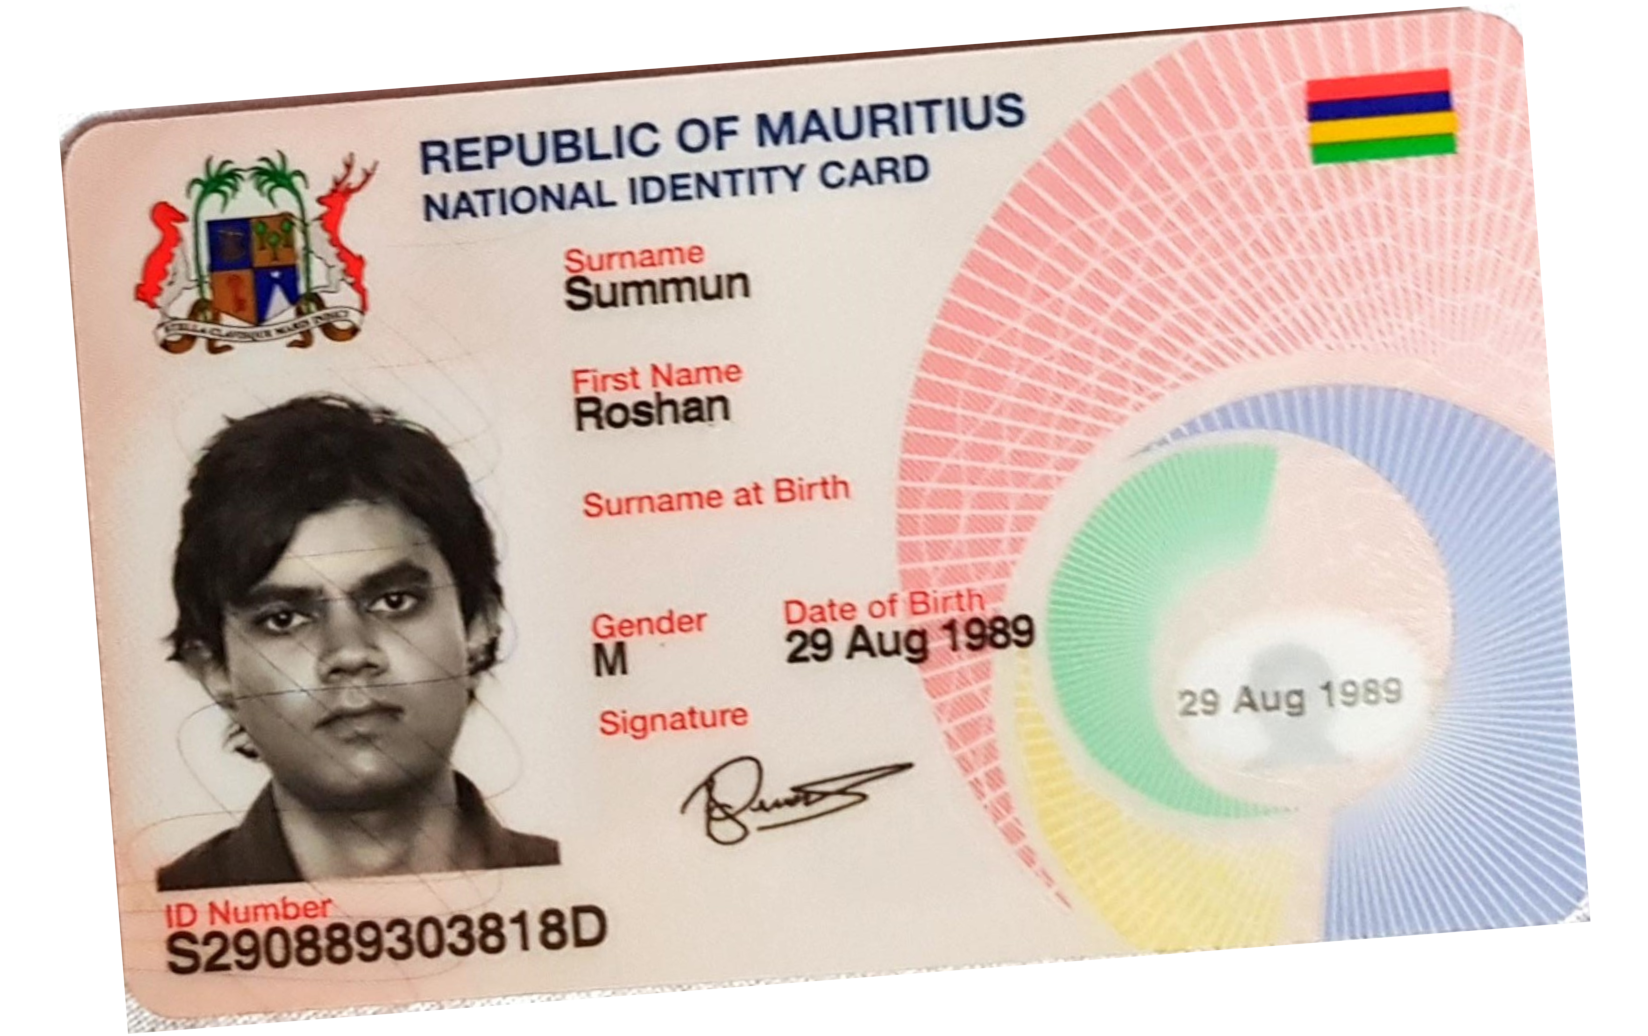 REPUBLIC OF MAURITIUS
NATIONAL IDENTITY CARD
STELLA CLAVISQUE MARIS INDICI
Surname
Summun
First Name
Roshan
Surname at Birth
Gender
M
Date of Birth
29 Aug 1989
29 Aug 1989
Signature
ID Number
S290889303818D